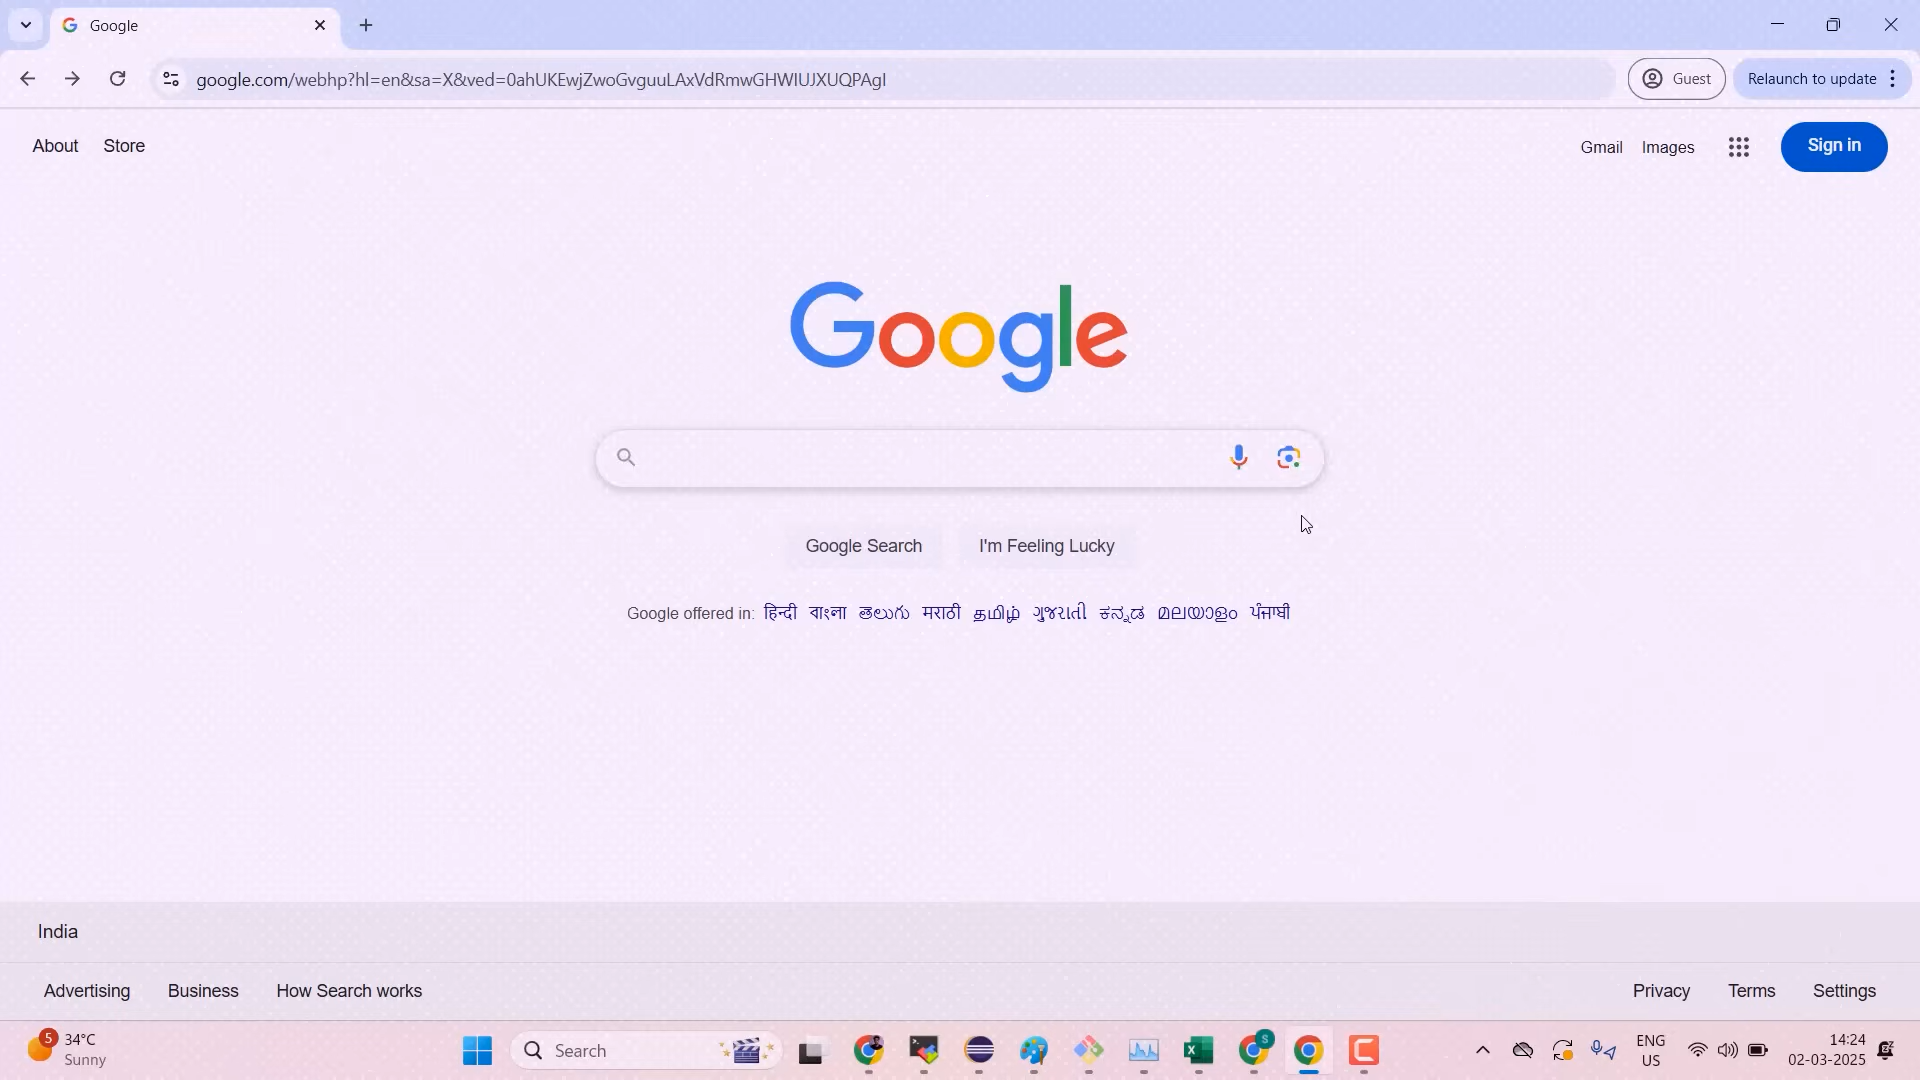 Google
google.com/webhp?hl=en&sa=X&ved=0ahUKEwjZwoGvguuLAxVdRmwGHWIUJXUQPAgI
Guest
Relaunch to update
About Store
Gmail Images
Sign in
Google
Google Search I'm Feeling Lucky
Google offered in: हिन्दी বাংলা తెలుగు मराठी தமிழ் ગુજરાતી ಕನ್ನಡ മലയാളം ਪੰਜਾਬੀ
India
Advertising Business How Search works
Privacy Terms Settings
5
34°C
Sunny
Search
S
ENG
US
14:24
02-03-2025